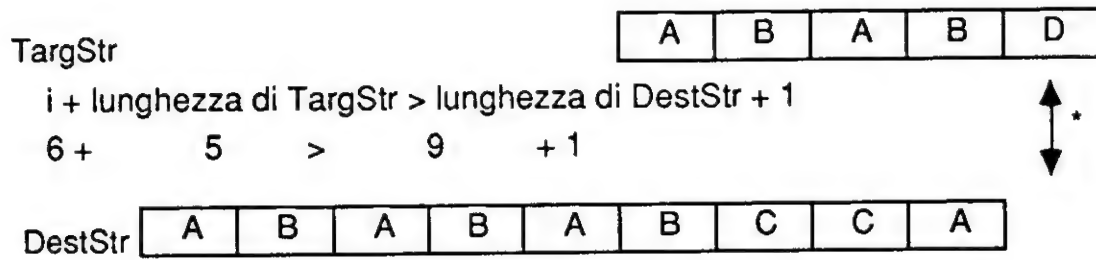 A B A B D
TargStr
i + lunghezza di TargStr > lunghezza di DestStr + 1
*
6 + 5 > 9 + 1
DestStr A B A B A B C C A